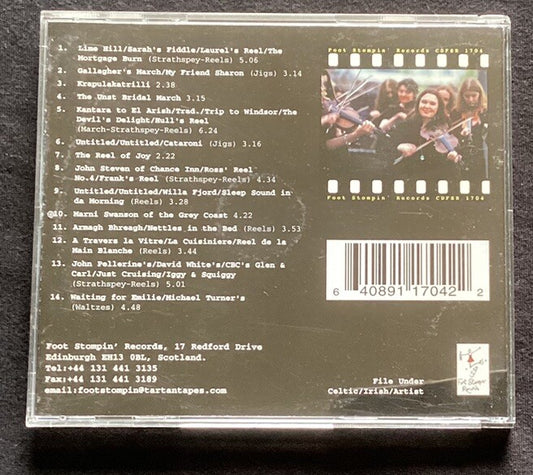 1. Lime Hill/Sarah's Fiddle/Laurel's Reel/The
Mortgage Burn (Strathspey-Reels) 5.06
2. Gallagher's March/My Friend Sharon (Jigs) 3.14
3. Krapulakatrilli 2.38
4. The Unst Bridal March 3.15
5. Kantara to El Arish/Trad./Trip to Windsor/The
Devil's Delight/Hull's Reel
(March-Strathspey-Reels) 6.24
6. Untitled/Untitled/Cataroni (Jigs) 3.16
7. The Reel of Joy 2.22
8. John Steven of Chance Inn/Ross' Reel
No.4/Frank's Reel (Strathspey-Reels) 4.34
9. Untitled/Untitled/Willa Fjord/Sleep Sound in
da Morning (Reels) 3.28
@10. Marni Swanson of the Grey Coast 4.22
11. Armagh Bhreagh/Nettles in the Bed (Reels) 3.53
12. A Travers la Vitre/La Cuisiniere/Reel de la
Main Blanche (Reels) 3.44
13. John Pellerine's/David White's/CBC's Glen &
Carl/Just Cruising/Iggy & Squiggy
(Strathspey-Reels) 5.01
14. Waiting for Emilie/Michael Turner's
(Waltzes) 4.48
Foot Stompin' Records, 17 Redford Drive
Edinburgh EH13 0BL, Scotland.
Tel:+44 131 441 3135
Fax:+44 131 441 3189
email:footstompin@tartantapes.com
Foot Stompin' Records CDFSR 1704
Foot Stompin' Records CDFSR 1704
6 40891 17042 2
File Under
Celtic/Irish/Artist
Foot Stompin'
Records